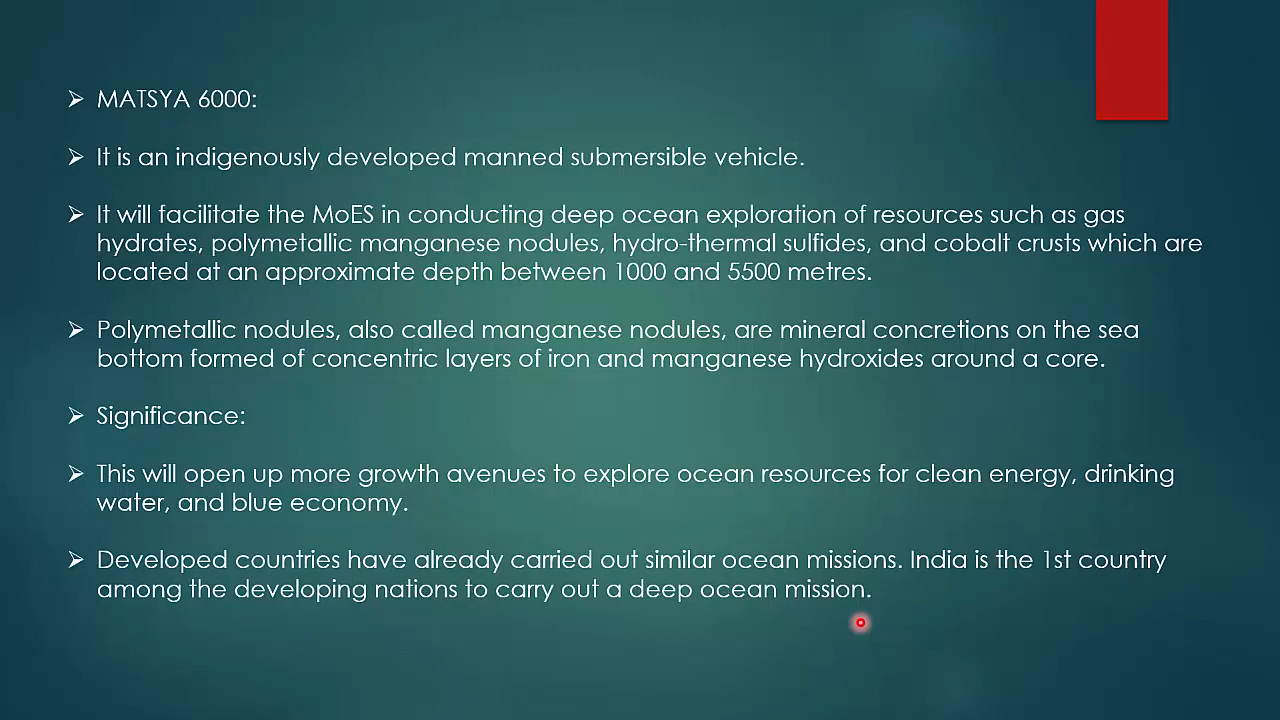 MATSYA 6000:
It is an indigenously developed manned submersible vehicle.
It will facilitate the MoES in conducting deep ocean exploration of resources such as gas
hydrates, polymetallic manganese nodules, hydro-thermal sulfides, and cobalt crusts which are
located at an approximate depth between 1000 and 5500 metres.
Polymetallic nodules, also called manganese nodules, are mineral concretions on the sea
bottom formed of concentric layers of iron and manganese hydroxides around a core.
Significance:
This will open up more growth avenues to explore ocean resources for clean energy, drinking
water, and blue economy.
Developed countries have already carried out similar ocean missions. India is the 1st country
among the developing nations to carry out a deep ocean mission.